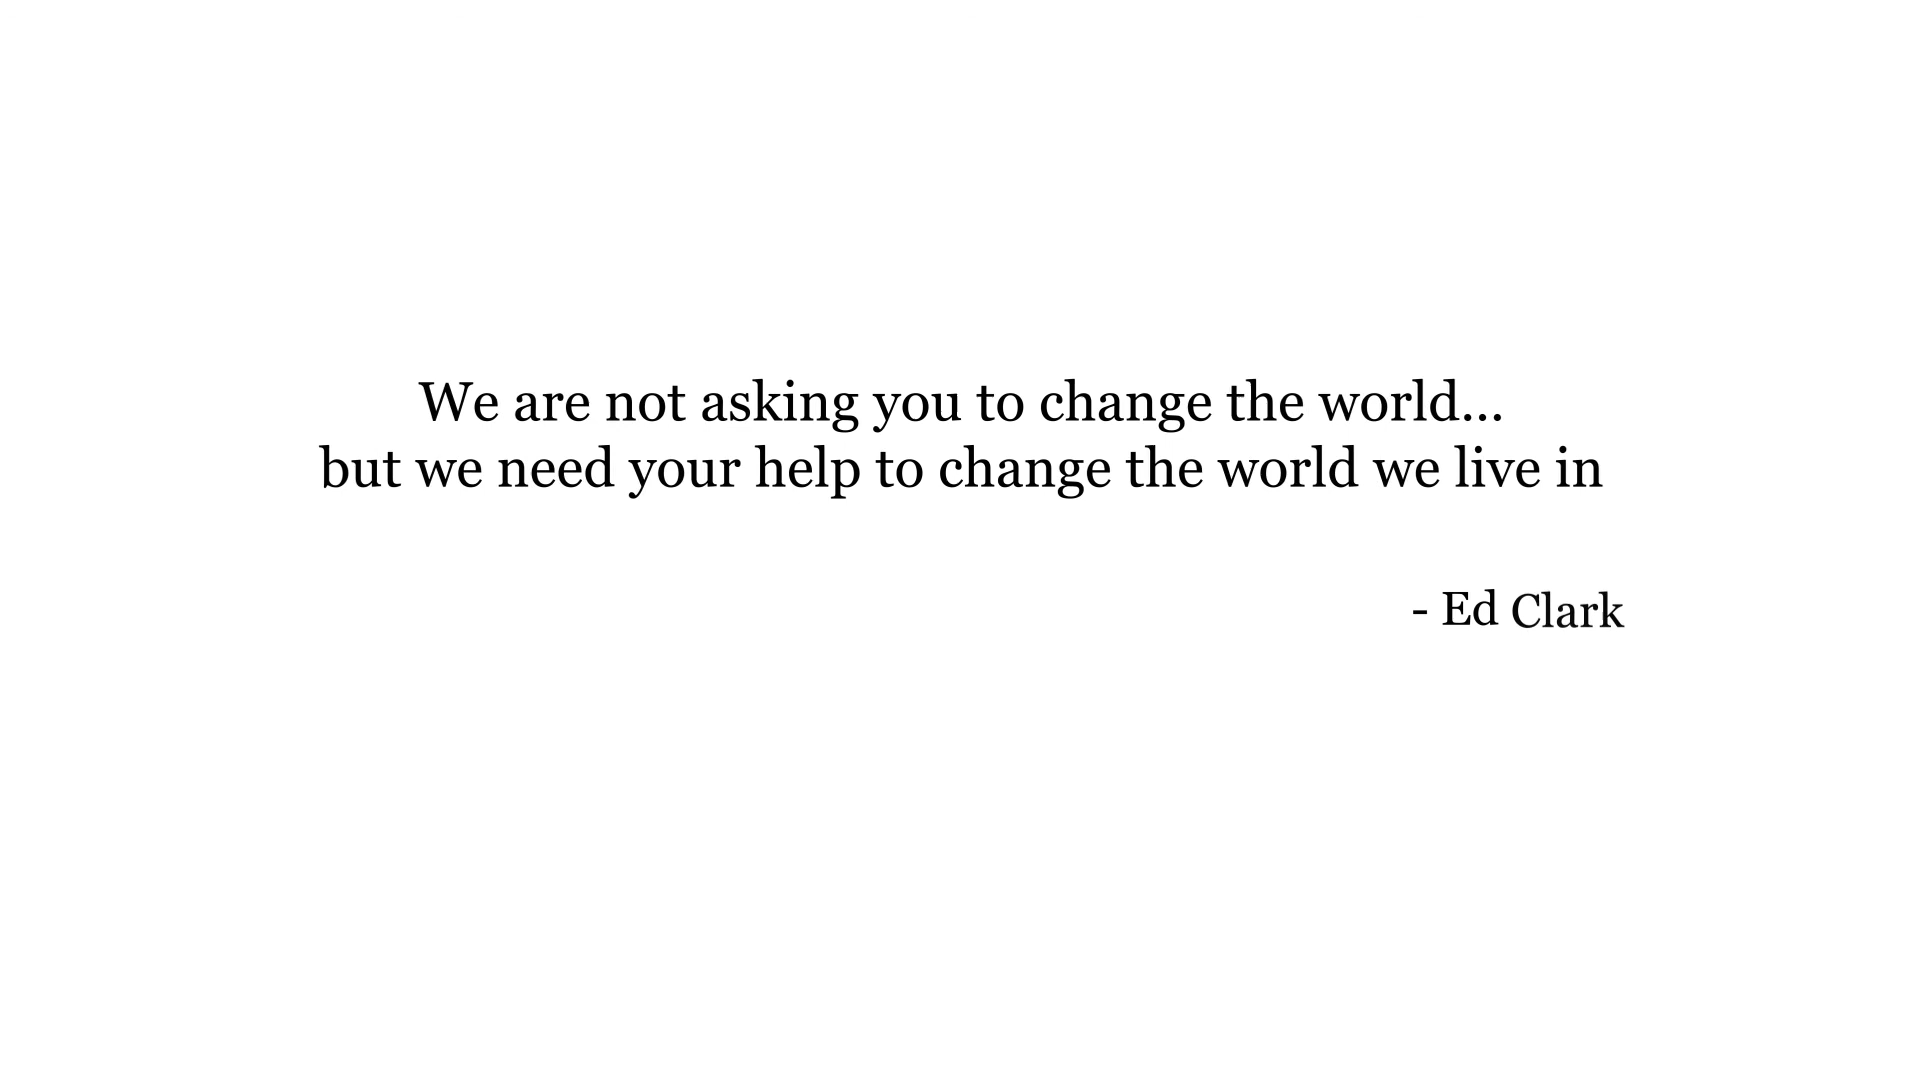 We are not asking you to change the world...
but we need your help to change the world we live in
- Ed Clark